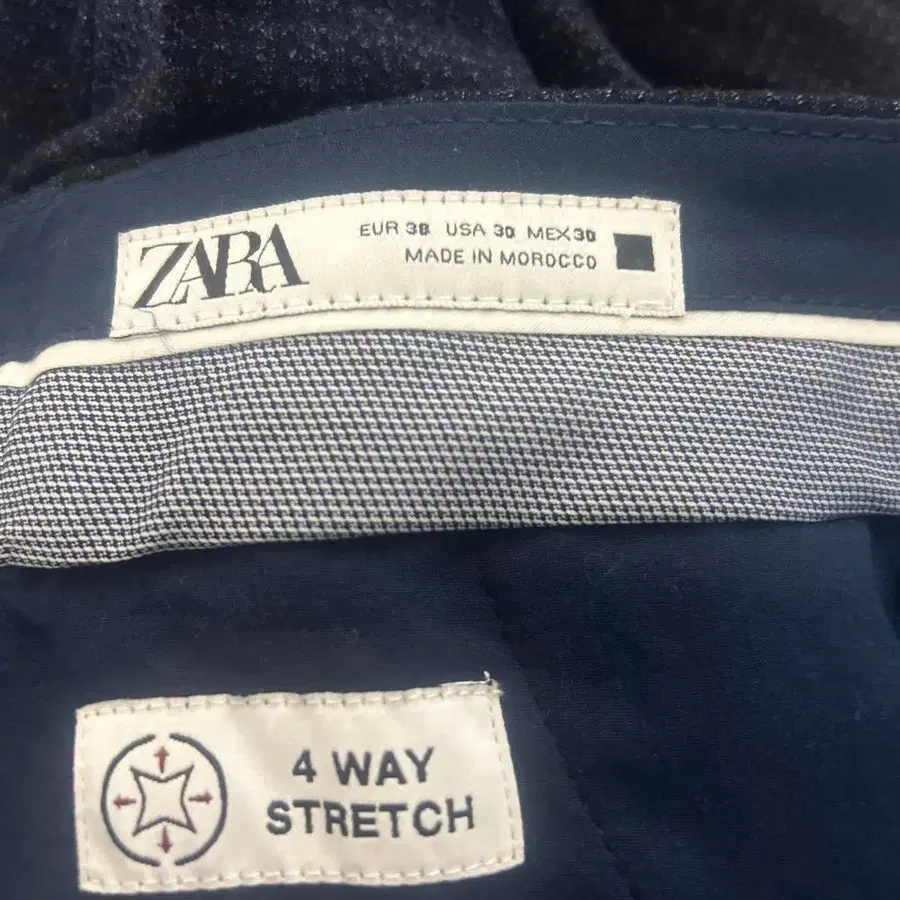 ZARA
EUR 38 USA 30 MEX 30
MADE IN MOROCCO
4 WAY
STRETCH